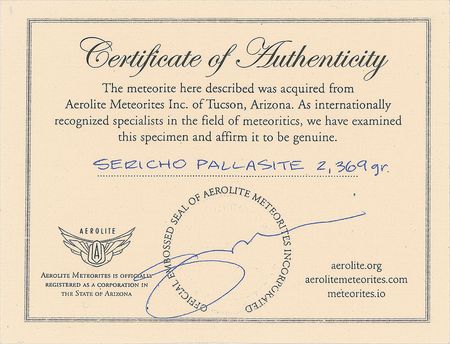 Certificate of Authenticity
The meteorite here described was acquired from
Aerolite Meteorites Inc. of Tucson, Arizona. As internationally
recognized specialists in the field of meteoritics, we have examined
this specimen and affirm it to be genuine.
SERICHO PALLASITE 2,369 gr.
OFFICIAL EMBOSSED SEAL OF AEROLITE METEORITES INCORPORATED
AEROLITE
A
AEROLITE METEORITES IS OFFICIALLY
REGISTERED AS A CORPORATION IN
THE STATE OF ARIZONA
aerolite.org
aerolitemeteorites.com
meteorites.io